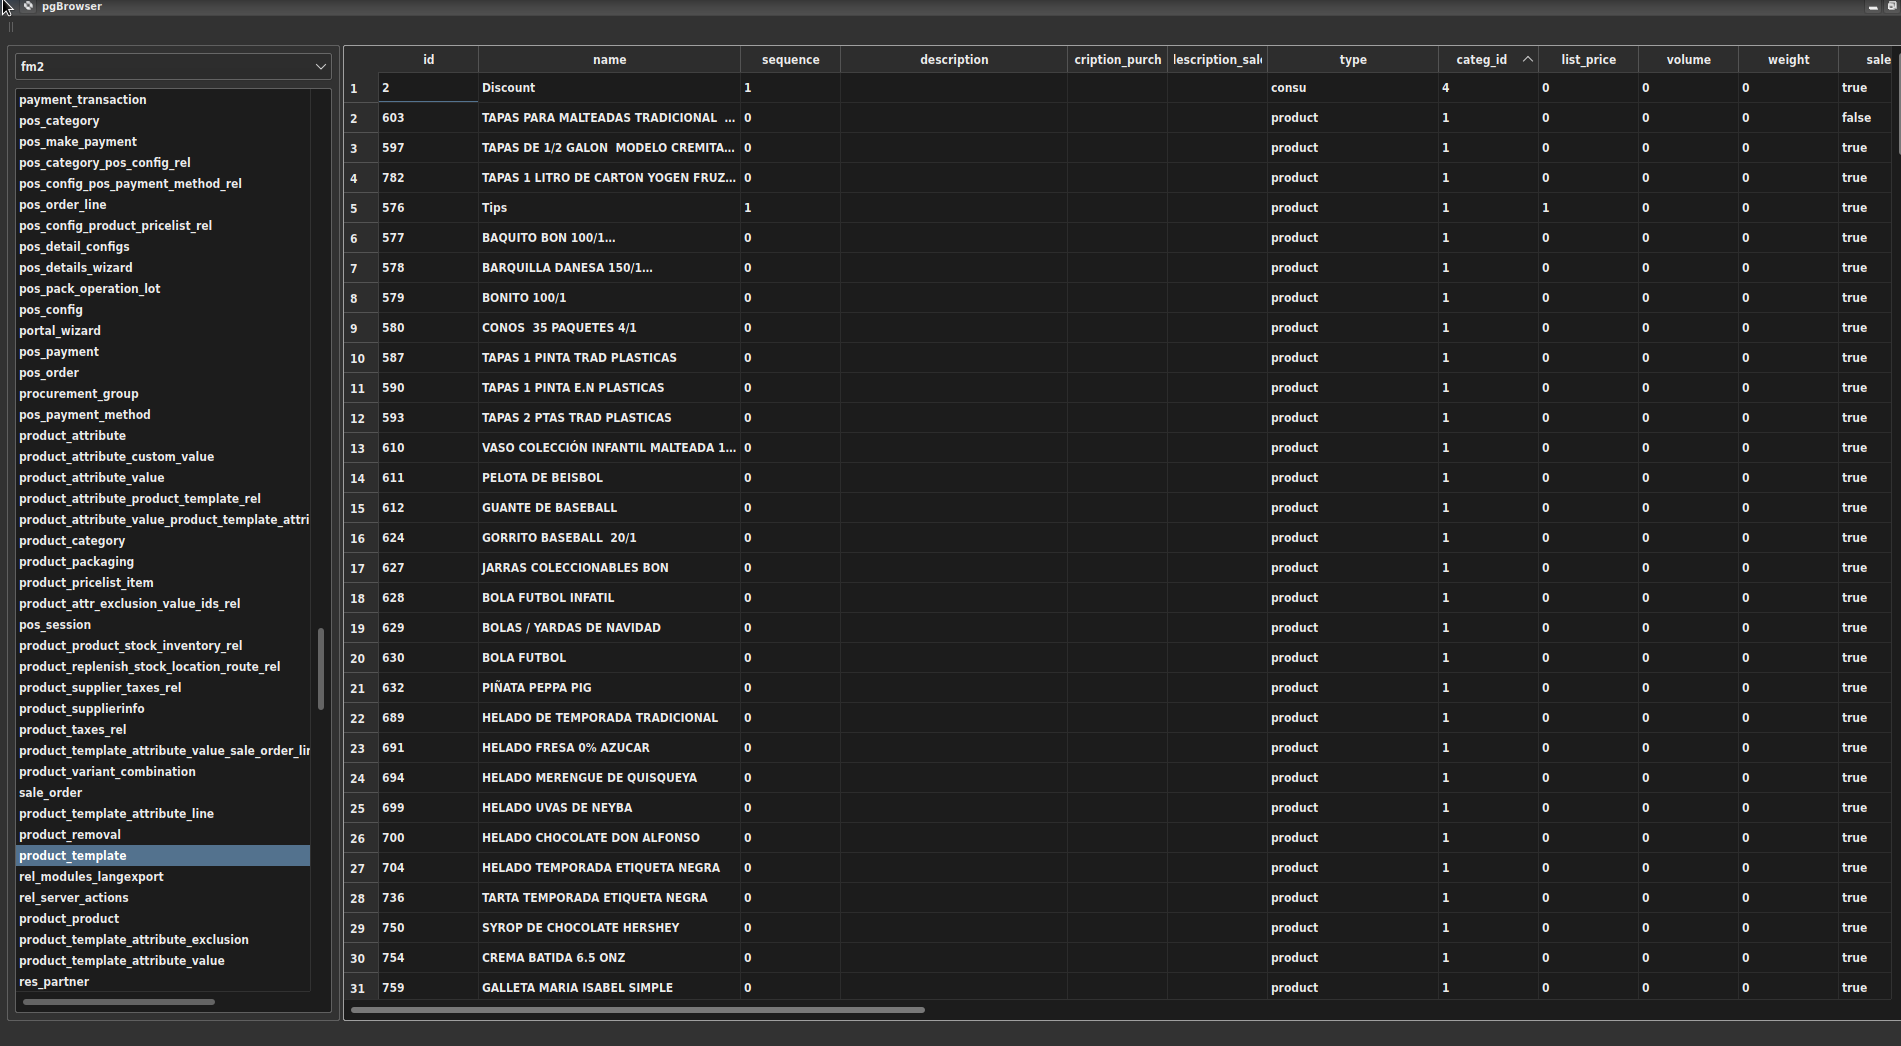 pgBrowser
fm2
payment_transaction
pos_category
pos_make_payment
pos_category_pos_config_rel
pos_config_pos_payment_method_rel
pos_order_line
pos_config_product_pricelist_rel
pos_detail_configs
pos_details_wizard
pos_pack_operation_lot
pos_config
portal_wizard
pos_payment
pos_order
procurement_group
pos_payment_method
product_attribute
product_attribute_custom_value
product_attribute_value
product_attribute_product_template_rel
product_attribute_value_product_template_attri
product_category
product_packaging
product_pricelist_item
product_attr_exclusion_value_ids_rel
pos_session
product_product_stock_inventory_rel
product_replenish_stock_location_route_rel
product_supplier_taxes_rel
product_supplierinfo
product_taxes_rel
product_template_attribute_value_sale_order_lir
product_variant_combination
sale_order
product_template_attribute_line
product_removal
product_template
rel_modules_langexport
rel_server_actions
product_product
product_template_attribute_exclusion
product_template_attribute_value
res_partner
id name sequence description cription_purch lescription_sal type categ_id list_price volume weight sale
1 2 Discount 1 consu 4 0 0 0 true
2 603 TAPAS PARA MALTEADAS TRADICIONAL ... 0 product 1 0 0 0 false
3 597 TAPAS DE 1/2 GALON  MODELO CREMITA... 0 product 1 0 0 0 true
4 782 TAPAS 1 LITRO DE CARTON YOGEN FRUZ... 0 product 1 0 0 0 true
5 576 Tips 1 product 1 1 0 0 true
6 577 BAQUITO BON 100/1... 0 product 1 0 0 0 true
7 578 BARQUILLA DANESA 150/1... 0 product 1 0 0 0 true
8 579 BONITO 100/1 0 product 1 0 0 0 true
9 580 CONOS  35 PAQUETES 4/1 0 product 1 0 0 0 true
10 587 TAPAS 1 PINTA TRAD PLASTICAS 0 product 1 0 0 0 true
11 590 TAPAS 1 PINTA E.N PLASTICAS 0 product 1 0 0 0 true
12 593 TAPAS 2 PTAS TRAD PLASTICAS 0 product 1 0 0 0 true
13 610 VASO COLECCIÓN INFANTIL MALTEADA 1... 0 product 1 0 0 0 true
14 611 PELOTA DE BEISBOL 0 product 1 0 0 0 true
15 612 GUANTE DE BASEBALL 0 product 1 0 0 0 true
16 624 GORRITO BASEBALL  20/1 0 product 1 0 0 0 true
17 627 JARRAS COLECCIONABLES BON 0 product 1 0 0 0 true
18 628 BOLA FUTBOL INFATIL 0 product 1 0 0 0 true
19 629 BOLAS / YARDAS DE NAVIDAD 0 product 1 0 0 0 true
20 630 BOLA FUTBOL 0 product 1 0 0 0 true
21 632 PIÑATA PEPPA PIG 0 product 1 0 0 0 true
22 689 HELADO DE TEMPORADA TRADICIONAL 0 product 1 0 0 0 true
23 691 HELADO FRESA 0% AZUCAR 0 product 1 0 0 0 true
24 694 HELADO MERENGUE DE QUISQUEYA 0 product 1 0 0 0 true
25 699 HELADO UVAS DE NEYBA 0 product 1 0 0 0 true
26 700 HELADO CHOCOLATE DON ALFONSO 0 product 1 0 0 0 true
27 704 HELADO TEMPORADA ETIQUETA NEGRA 0 product 1 0 0 0 true
28 736 TARTA TEMPORADA ETIQUETA NEGRA 0 product 1 0 0 0 true
29 750 SYROP DE CHOCOLATE HERSHEY 0 product 1 0 0 0 true
30 754 CREMA BATIDA 6.5 ONZ 0 product 1 0 0 0 true
31 759 GALLETA MARIA ISABEL SIMPLE 0 product 1 0 0 0 true